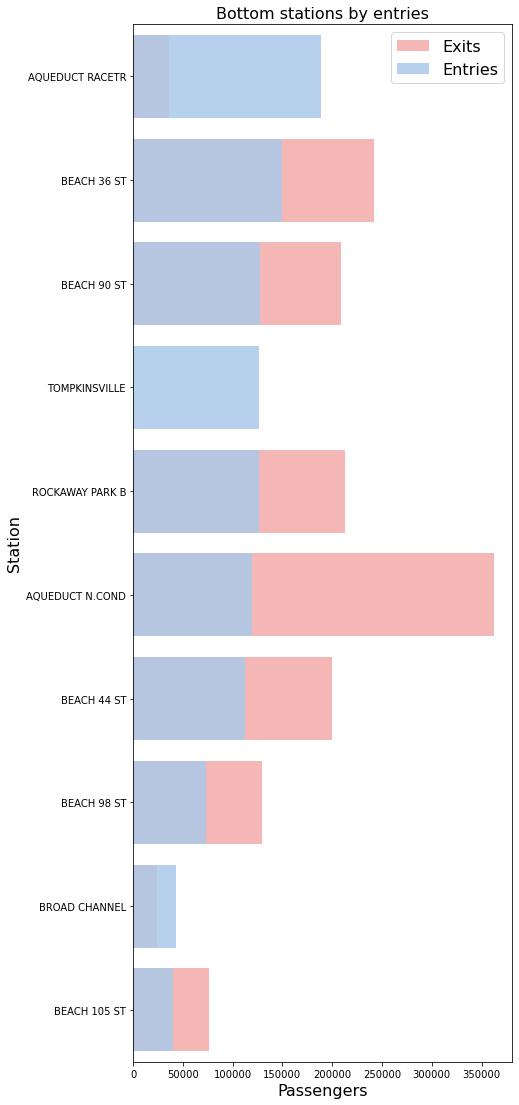 Bottom stations by entries
Exits
Entries
AQUEDUCT RACETR
BEACH 36 ST
BEACH 90 ST
TOMPKINSVILLE
ROCKAWAY PARK B
AQUEDUCT N.COND
BEACH 44 ST
BEACH 98 ST
BROAD CHANNEL
BEACH 105 ST
Station
0 50000 100000 150000 200000 250000 300000 350000
Passengers